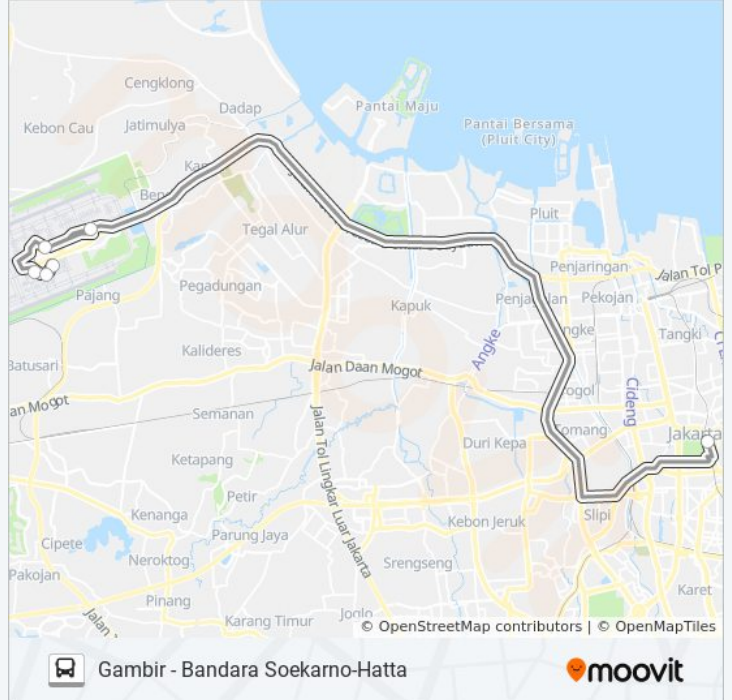 Cengklong
Dadap
Pantai Maju
Kebon Cau
Jatimulya
Pantai Bersama
(Pluit City)
Tegal Alur
Pluit
Pegadungan
Penjaringan
Jalan Tol P
Pajang
Kapuk
Pekojan
Tangki
Angke
Kalideres
Batusari
Jalan Daan Mogot
an Mogot
Cideng
Semanan
Jalan Tol Lingkar Luar Jakarta
Jakarta
Duri Kepa
Ketapang
Petir
Kenanga
Parung Jaya
Kebon Jeruk
Slipi
Cipete
Neroktog
Srengseng
Pakojan
Pinang
Karet
Jalan
Karang Timur
Joglo
© OpenStreetMap contributors | © OpenMapTiles
Gambir - Bandara Soekarno-Hatta
moovit